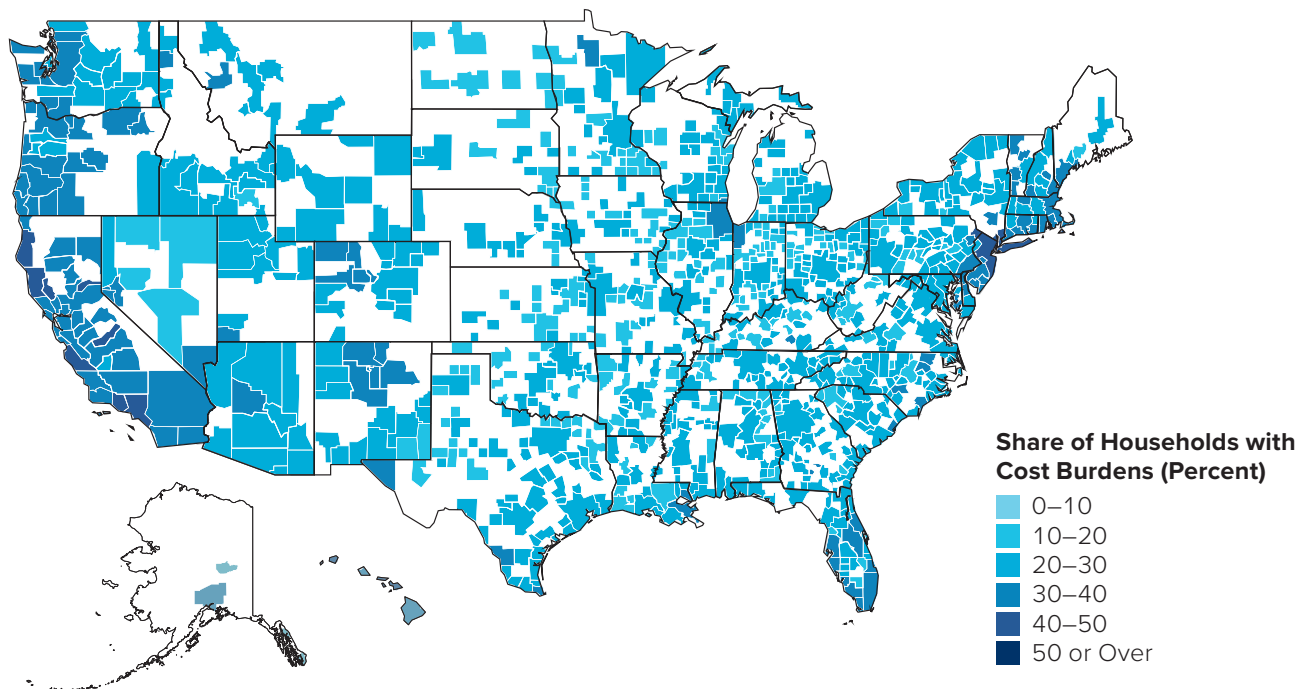 Share of Households with
Cost Burdens (Percent)
0–10
10–20
20–30
30–40
40–50
50 or Over